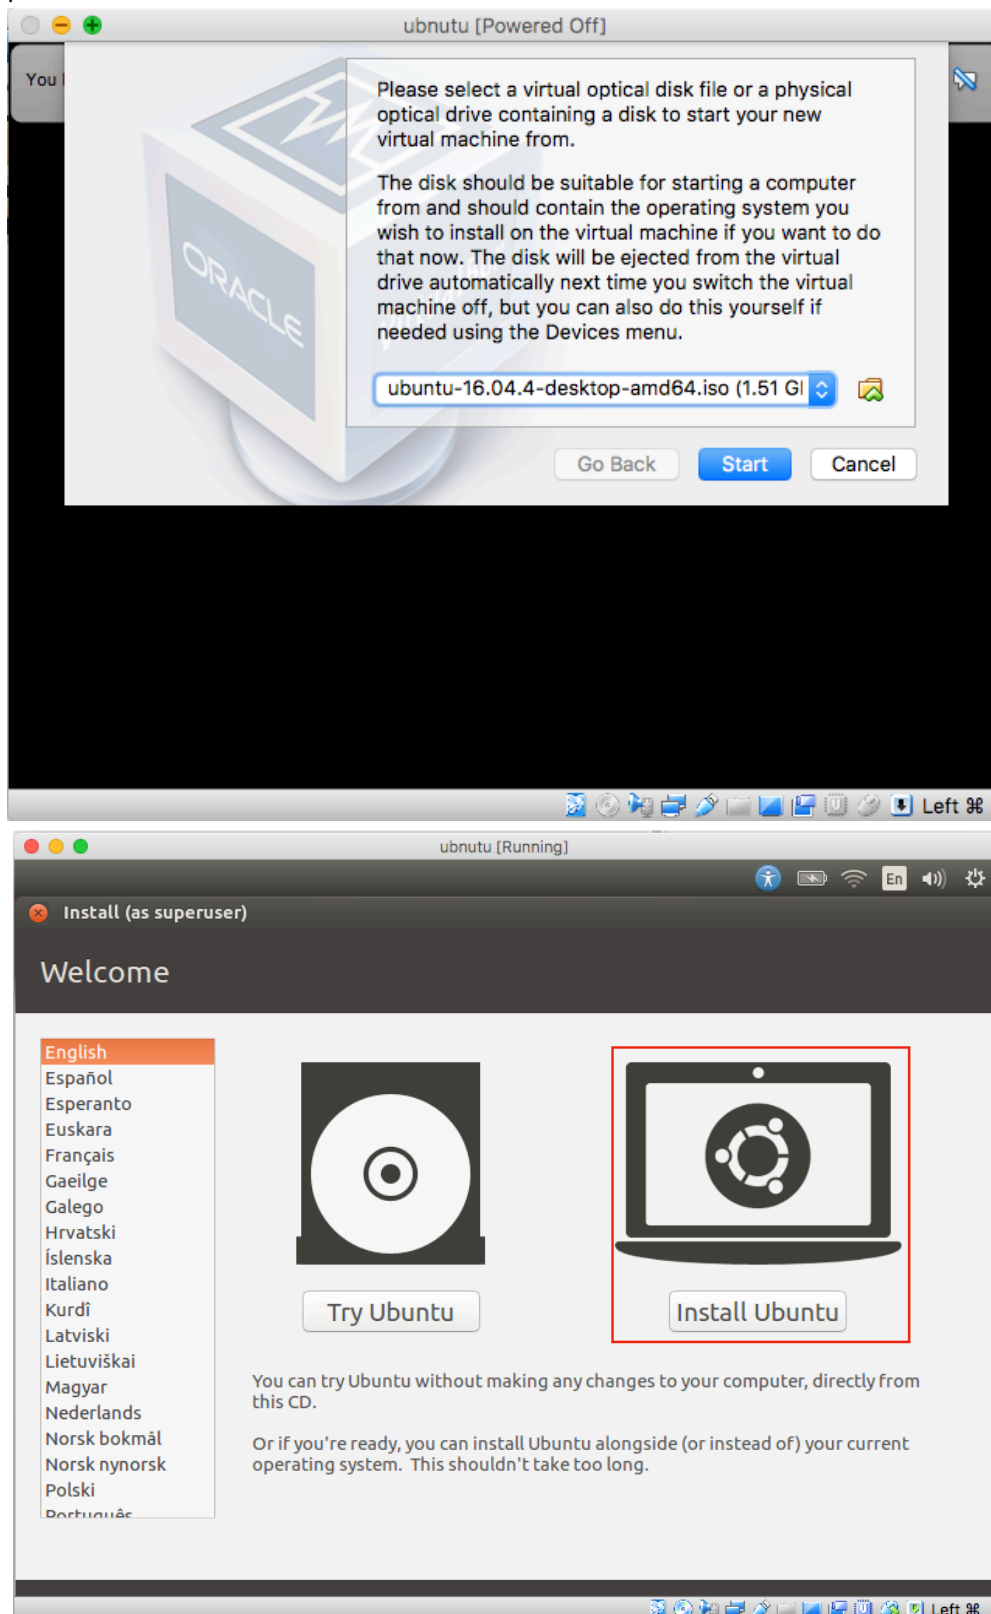 ubnutu [Powered Off]
You
Please select a virtual optical disk file or a physical
optical drive containing a disk to start your new
virtual machine from.
The disk should be suitable for starting a computer
from and should contain the operating system you
wish to install on the virtual machine if you want to do
that now. The disk will be ejected from the virtual
drive automatically next time you switch the virtual
machine off, but you can also do this yourself if
needed using the Devices menu.
ORACLE
ubuntu-16.04.4-desktop-amd64.iso (1.51 G
Go Back
Start
Cancel
Left ⌘
ubnutu [Running]
En
Install (as superuser)
Welcome
English
Español
Esperanto
Euskara
Français
Gaeilge
Galego
Hrvatski
Íslenska
Italiano
Kurdî
Latviski
Lietuviškai
Magyar
Nederlands
Norsk bokmål
Norsk nynorsk
Polski
Português
Try Ubuntu
Install Ubuntu
You can try Ubuntu without making any changes to your computer, directly from
this CD.
Or if you're ready, you can install Ubuntu alongside (or instead of) your current
operating system. This shouldn't take too long.
Left ⌘